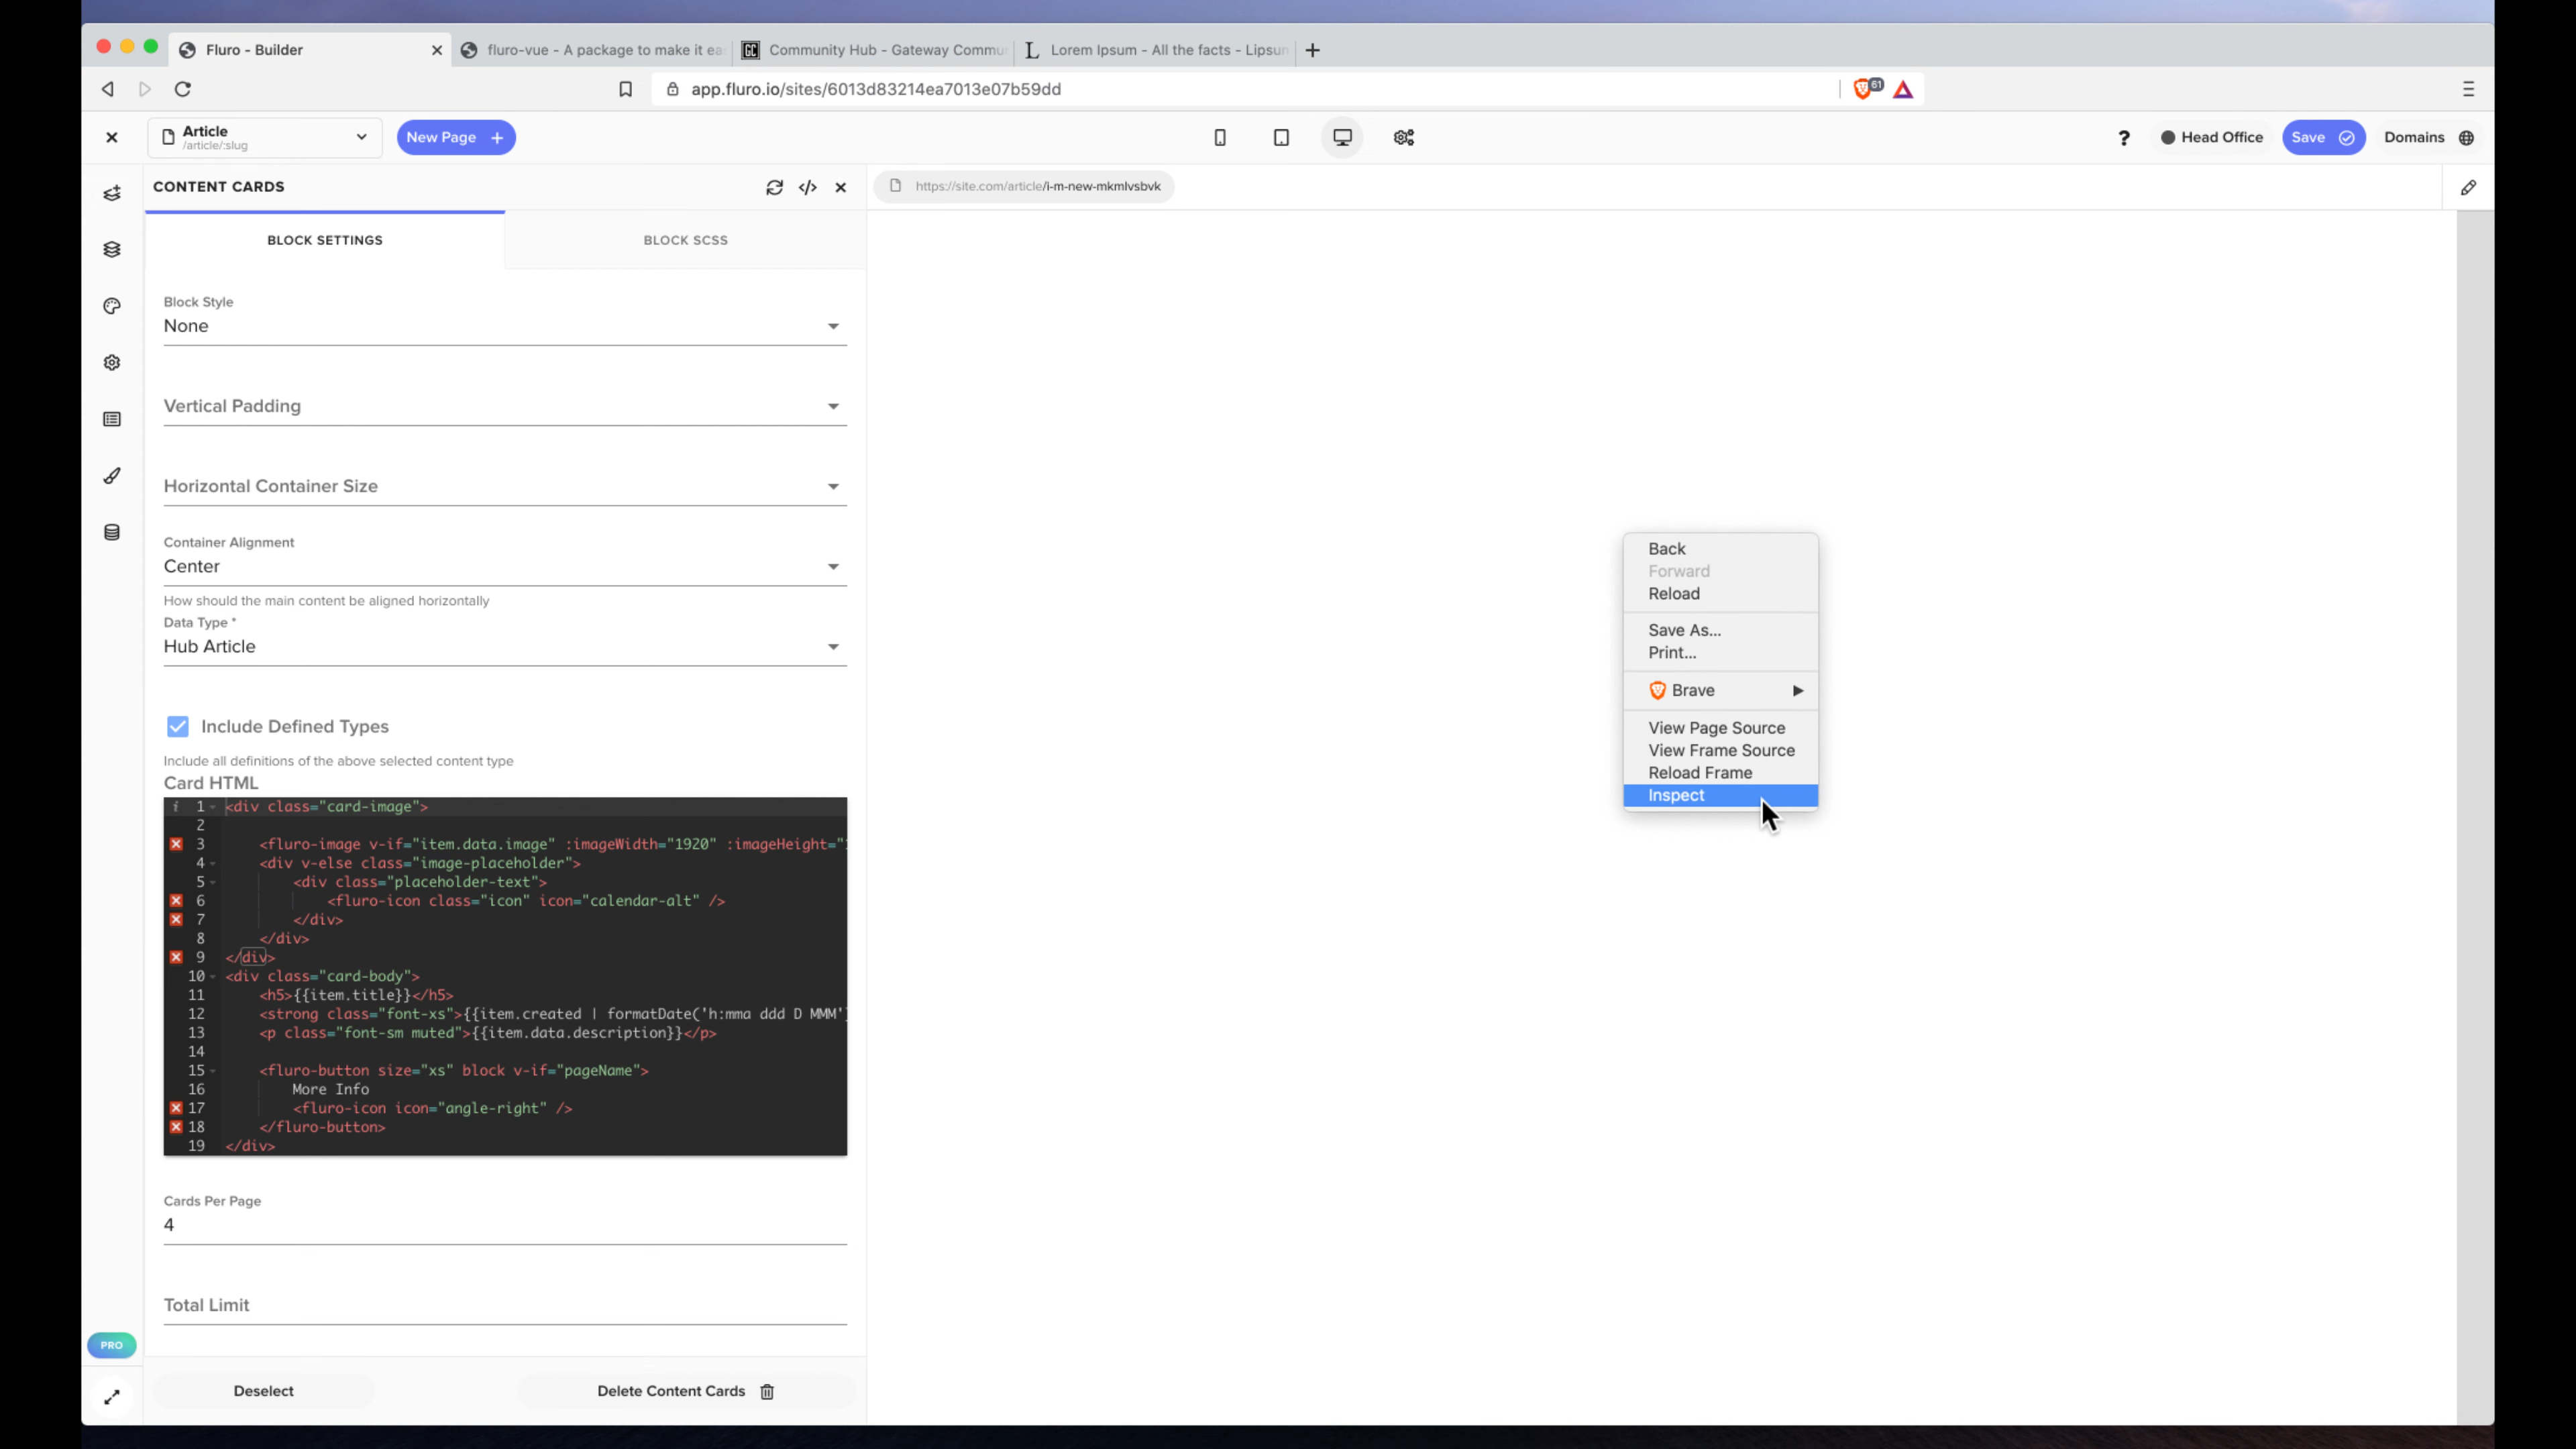 Fluro - Builder
fluro-vue - A package to make it ea
Community Hub - Gateway Commu
Lorem Ipsum - All the facts - Lipsum
app.fluro.io/sites/6013d83214ea7013e07b59dd
61
Article
/article/:slug
New Page +
?
Head Office
Save
Domains
CONTENT CARDS
</>
https://site.com/article/i-m-new-mkmlvsbvk
BLOCK SETTINGS
BLOCK SCSS
Block Style
None
Vertical Padding
Horizontal Container Size
Container Alignment
Center
How should the main content be aligned horizontally
Data Type *
Hub Article
Include Defined Types
Include all definitions of the above selected content type
Card HTML
i 1 <div class="card-image">
2
3 <fluro-image v-if="item.data.image" :imageWidth="1920" :imageHeight="
4 <div v-else class="image-placeholder">
5 <div class="placeholder-text">
6 <fluro-icon class="icon" icon="calendar-alt" />
7 </div>
8 </div>
9 </div>
10 <div class="card-body">
11 <h5>{{item.title}}</h5>
12 <strong class="font-xs">{{item.created | formatDate('h:mma ddd D MMM')
13 <p class="font-sm muted">{{item.data.description}}</p>
14
15 <fluro-button size="xs" block v-if="pageName">
16 More Info
17 <fluro-icon icon="angle-right" />
18 </fluro-button>
19 </div>
Cards Per Page
4
Total Limit
PRO
Deselect
Delete Content Cards
Back
Forward
Reload
Save As...
Print...
Brave
View Page Source
View Frame Source
Reload Frame
Inspect